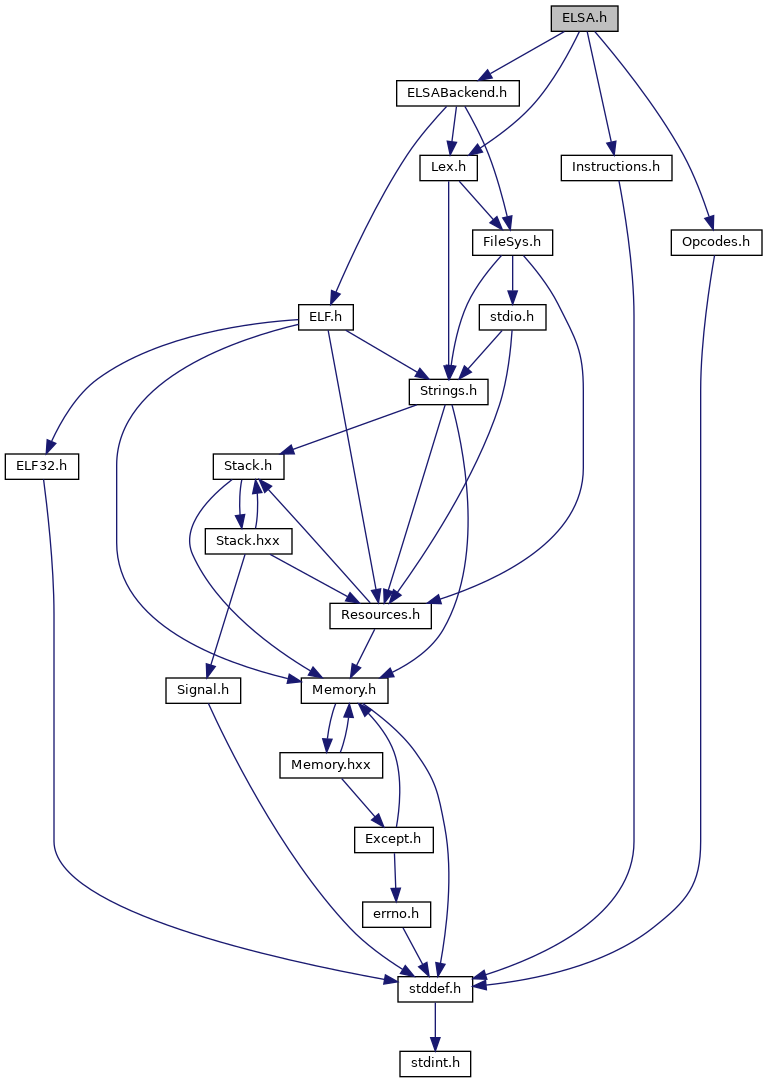 ELSA.h
ELSABackend.h
Lex.h
Instructions.h
FileSys.h
Opcodes.h
ELF.h
stdio.h
Strings.h
ELF32.h
Stack.h
Stack.hxx
Resources.h
Signal.h
Memory.h
Memory.hxx
Except.h
errno.h
stddef.h
stdint.h